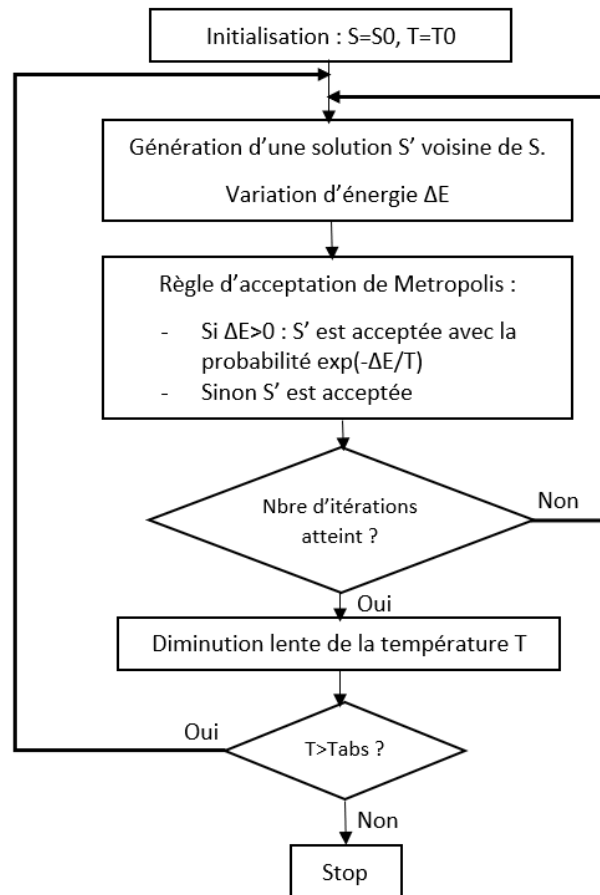 Initialisation : S=S0, T=T0
Génération d’une solution S’ voisine de S.
Variation d’énergie ΔE
Règle d’acceptation de Metropolis :
- Si ΔE>0 : S’ est acceptée avec la
probabilité exp(-ΔE/T)
- Sinon S’ est acceptée
Nbre d’itérations
atteint ?
Non
Oui
Diminution lente de la température T
Oui
T>Tabs ?
Non
Stop